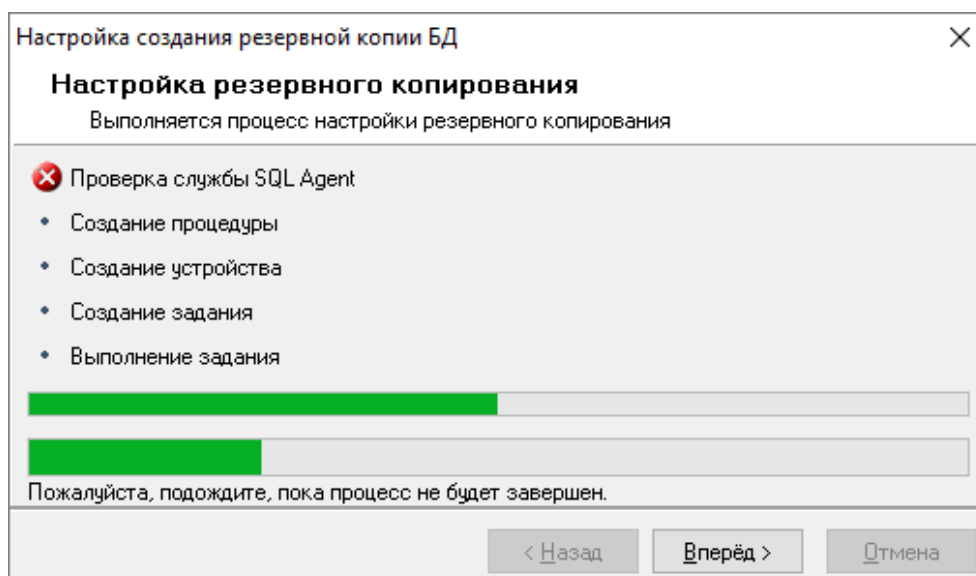 Настройка создания резервной копии БД
Настройка резервного копирования
Выполняется процесс настройки резервного копирования
Проверка службы SQL Agent
Создание процедуры
Создание устройства
Создание задания
Выполнение задания
Пожалуйста, подождите, пока процесс не будет завершен.
< Назад
Вперёд >
Отмена